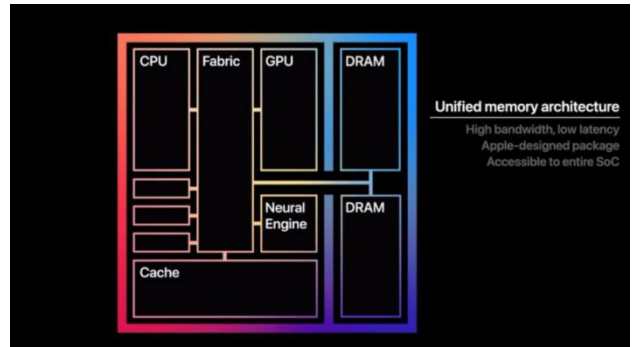 CPU
Fabric
GPU
DRAM
Unified memory architecture
High bandwidth, low latency
Apple-designed package
Accessible to entire SoC
Neural
Engine
DRAM
Cache